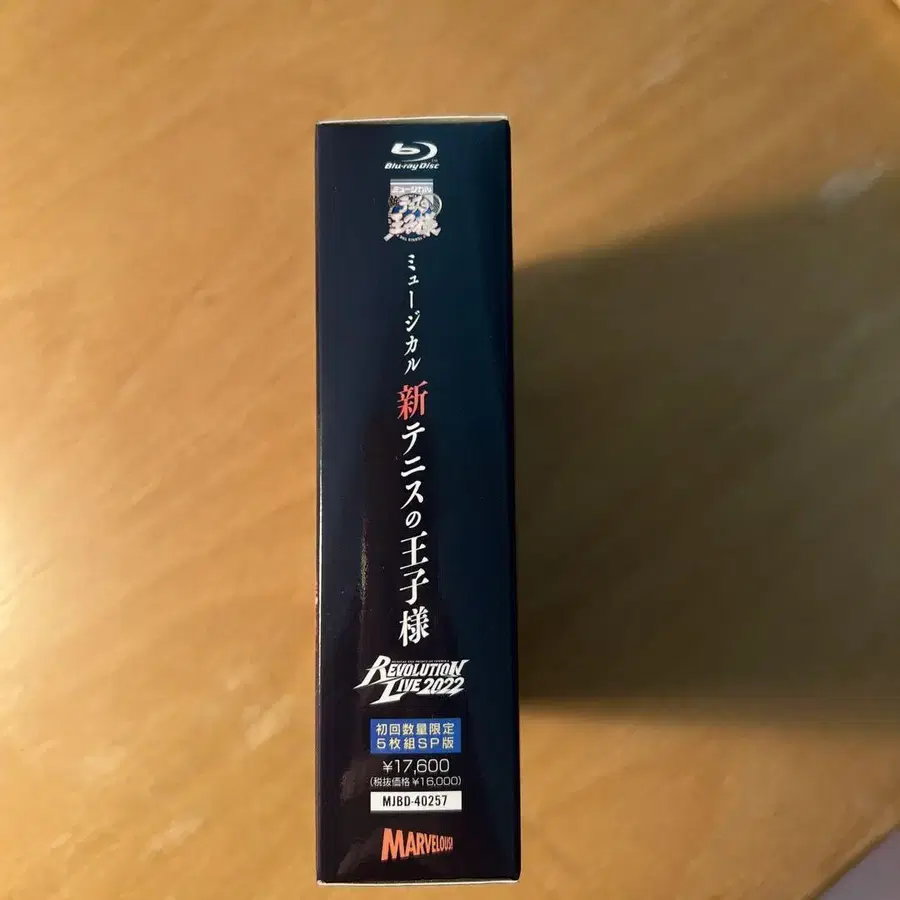 Blu-ray Disc
ミュージカル
テニスの
王子様
ミュージカル 新テニスの王子様
REVOLUTION
LIVE 2022
初回数量限定
5枚組SP版
¥17,600
(税抜価格 ¥16,000)
MJBD-40257
MARVELOUS!